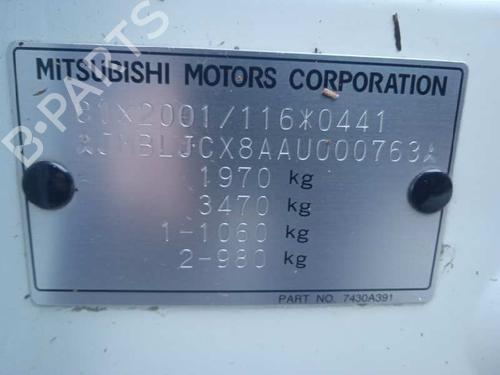 B-PARTS
MITSUBISHI MOTORS CORPORATION
e1*2001/116*0441
*JMBLJCX8AAU000763*
1970 kg
3470 kg
1-1060 kg
2-980 kg
PART NO. 7430A391